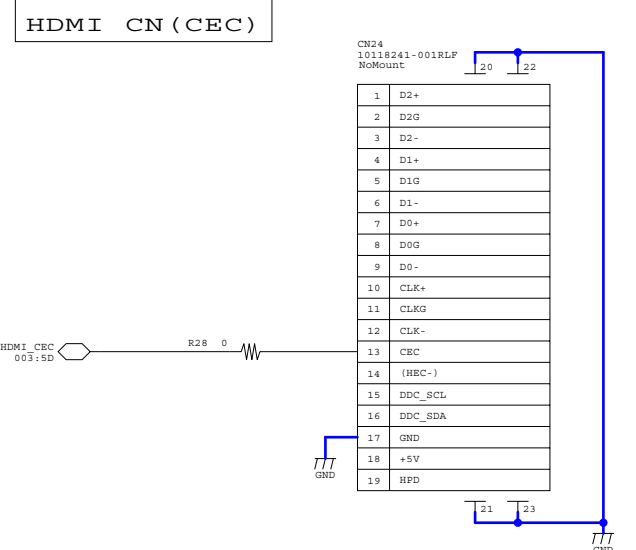 HDMI CN(CEC)
CN24
10118241-001RLF
NoMount
20 22
1 D2+
2 D2G
3 D2-
4 D1+
5 D1G
6 D1-
7 D0+
8 D0G
9 D0-
10 CLK+
11 CLKG
12 CLK-
HDMI_CEC
003:5D
R28 0
13 CEC
14 (HEC-)
15 DDC_SCL
16 DDC_SDA
17 GND
18 +5V
19 HPD
GND
21 23
GND